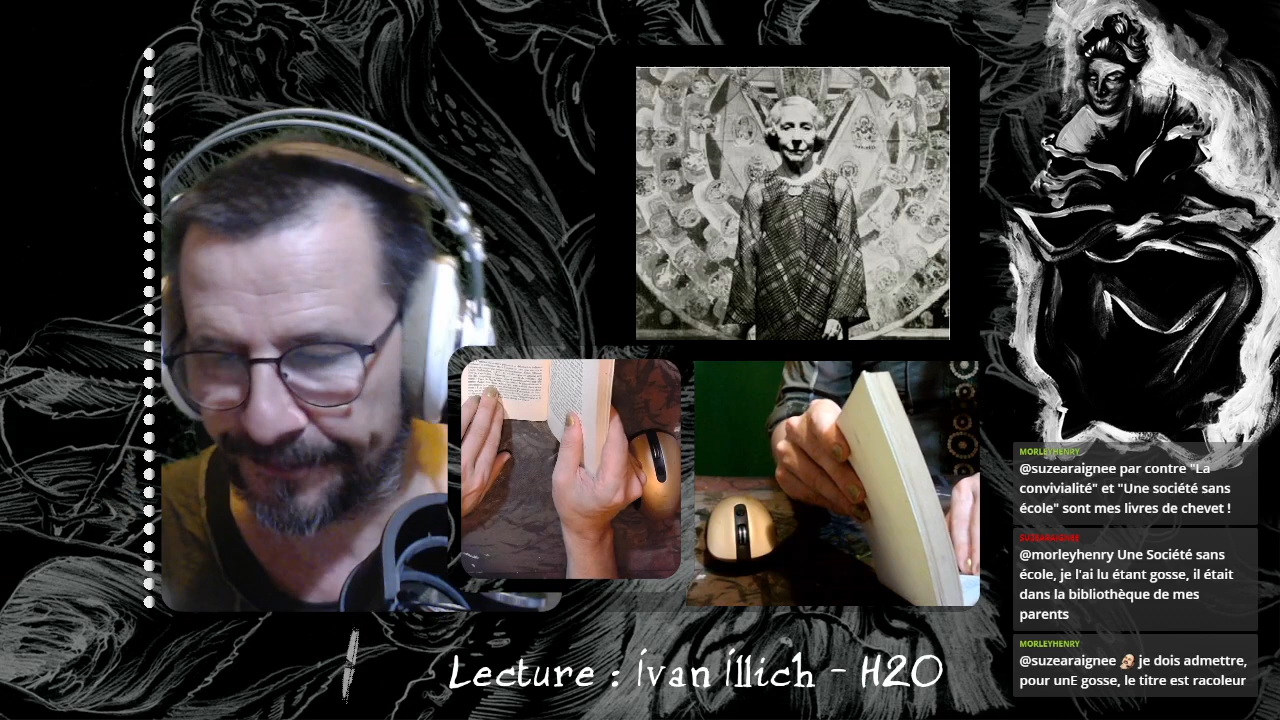 MORLEYHENRY
@suzearaignee par contre "La
convivialité" et "Une société sans
école" sont mes livres de chevet !
SUZEARAIGNEE
@morleyhenry Une Société sans
école, je l'ai lu étant gosse, il était
dans la bibliothèque de mes
parents
MORLEYHENRY
@suzearaignee je dois admettre,
pour unE gosse, le titre est racoleur
Lecture : Ivan Illich - H2O